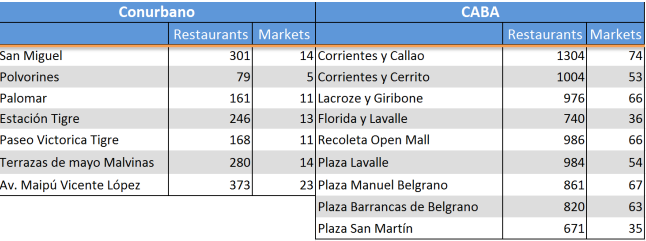 Conurbano CABA
Restaurants Markets Restaurants Markets
San Miguel 301 14 Corrientes y Callao 1304 74
Polvorines 79 5 Corrientes y Cerrito 1004 53
Palomar 161 11 Lacroze y Giribone 976 66
Estación Tigre 246 13 Florida y Lavalle 740 36
Paseo Victorica Tigre 168 11 Recoleta Open Mall 986 66
Terrazas de mayo Malvinas 280 14 Plaza Lavalle 984 54
Av. Maipú Vicente López 373 23 Plaza Manuel Belgrano 861 67
Plaza Barrancas de Belgrano 820 63
Plaza San Martín 671 35